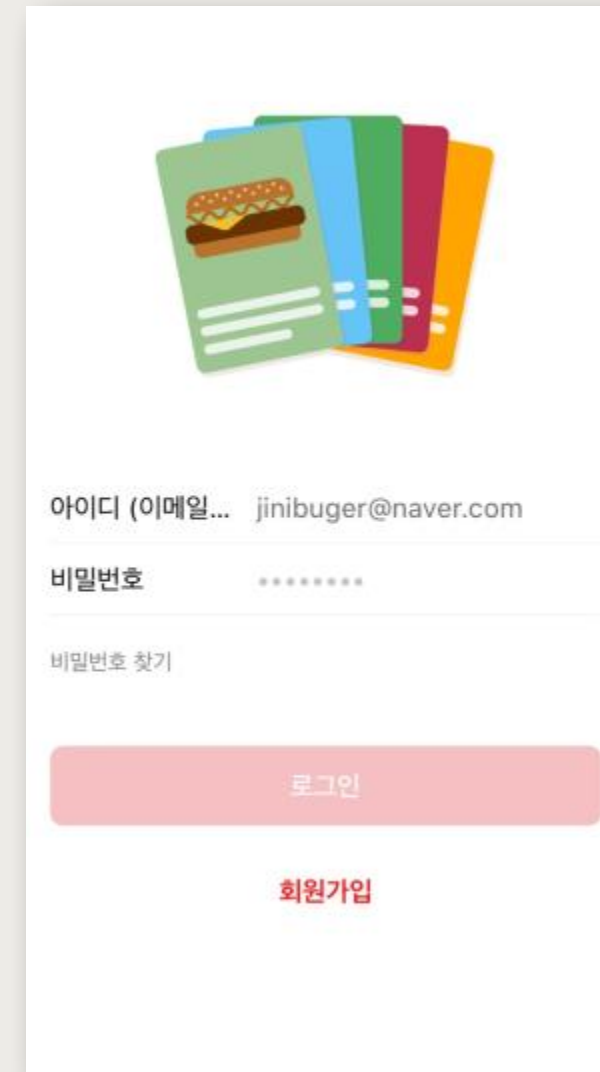 아이디 (이메일... jinibuger@naver.com
비밀번호 ••••••••
비밀번호 찾기
로그인
회원가입